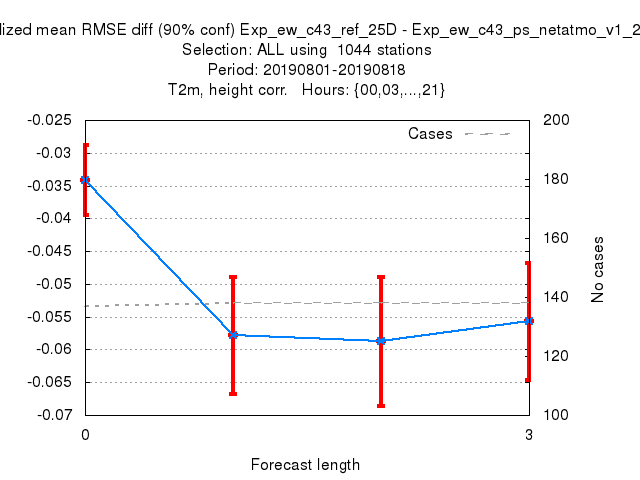 lized mean RMSE diff (90% conf) Exp_ew_c43_ref_25D - Exp_ew_c43_ps_netatmo_v1_2
Selection: ALL using 1044 stations
Period: 20190801-20190818
T2m, height corr. Hours: {00,03,...,21}
Cases
-0.025
-0.03
-0.035
-0.04
-0.045
-0.05
-0.055
-0.06
-0.065
-0.07
200
180
160
140
120
100
No cases
0
3
Forecast length